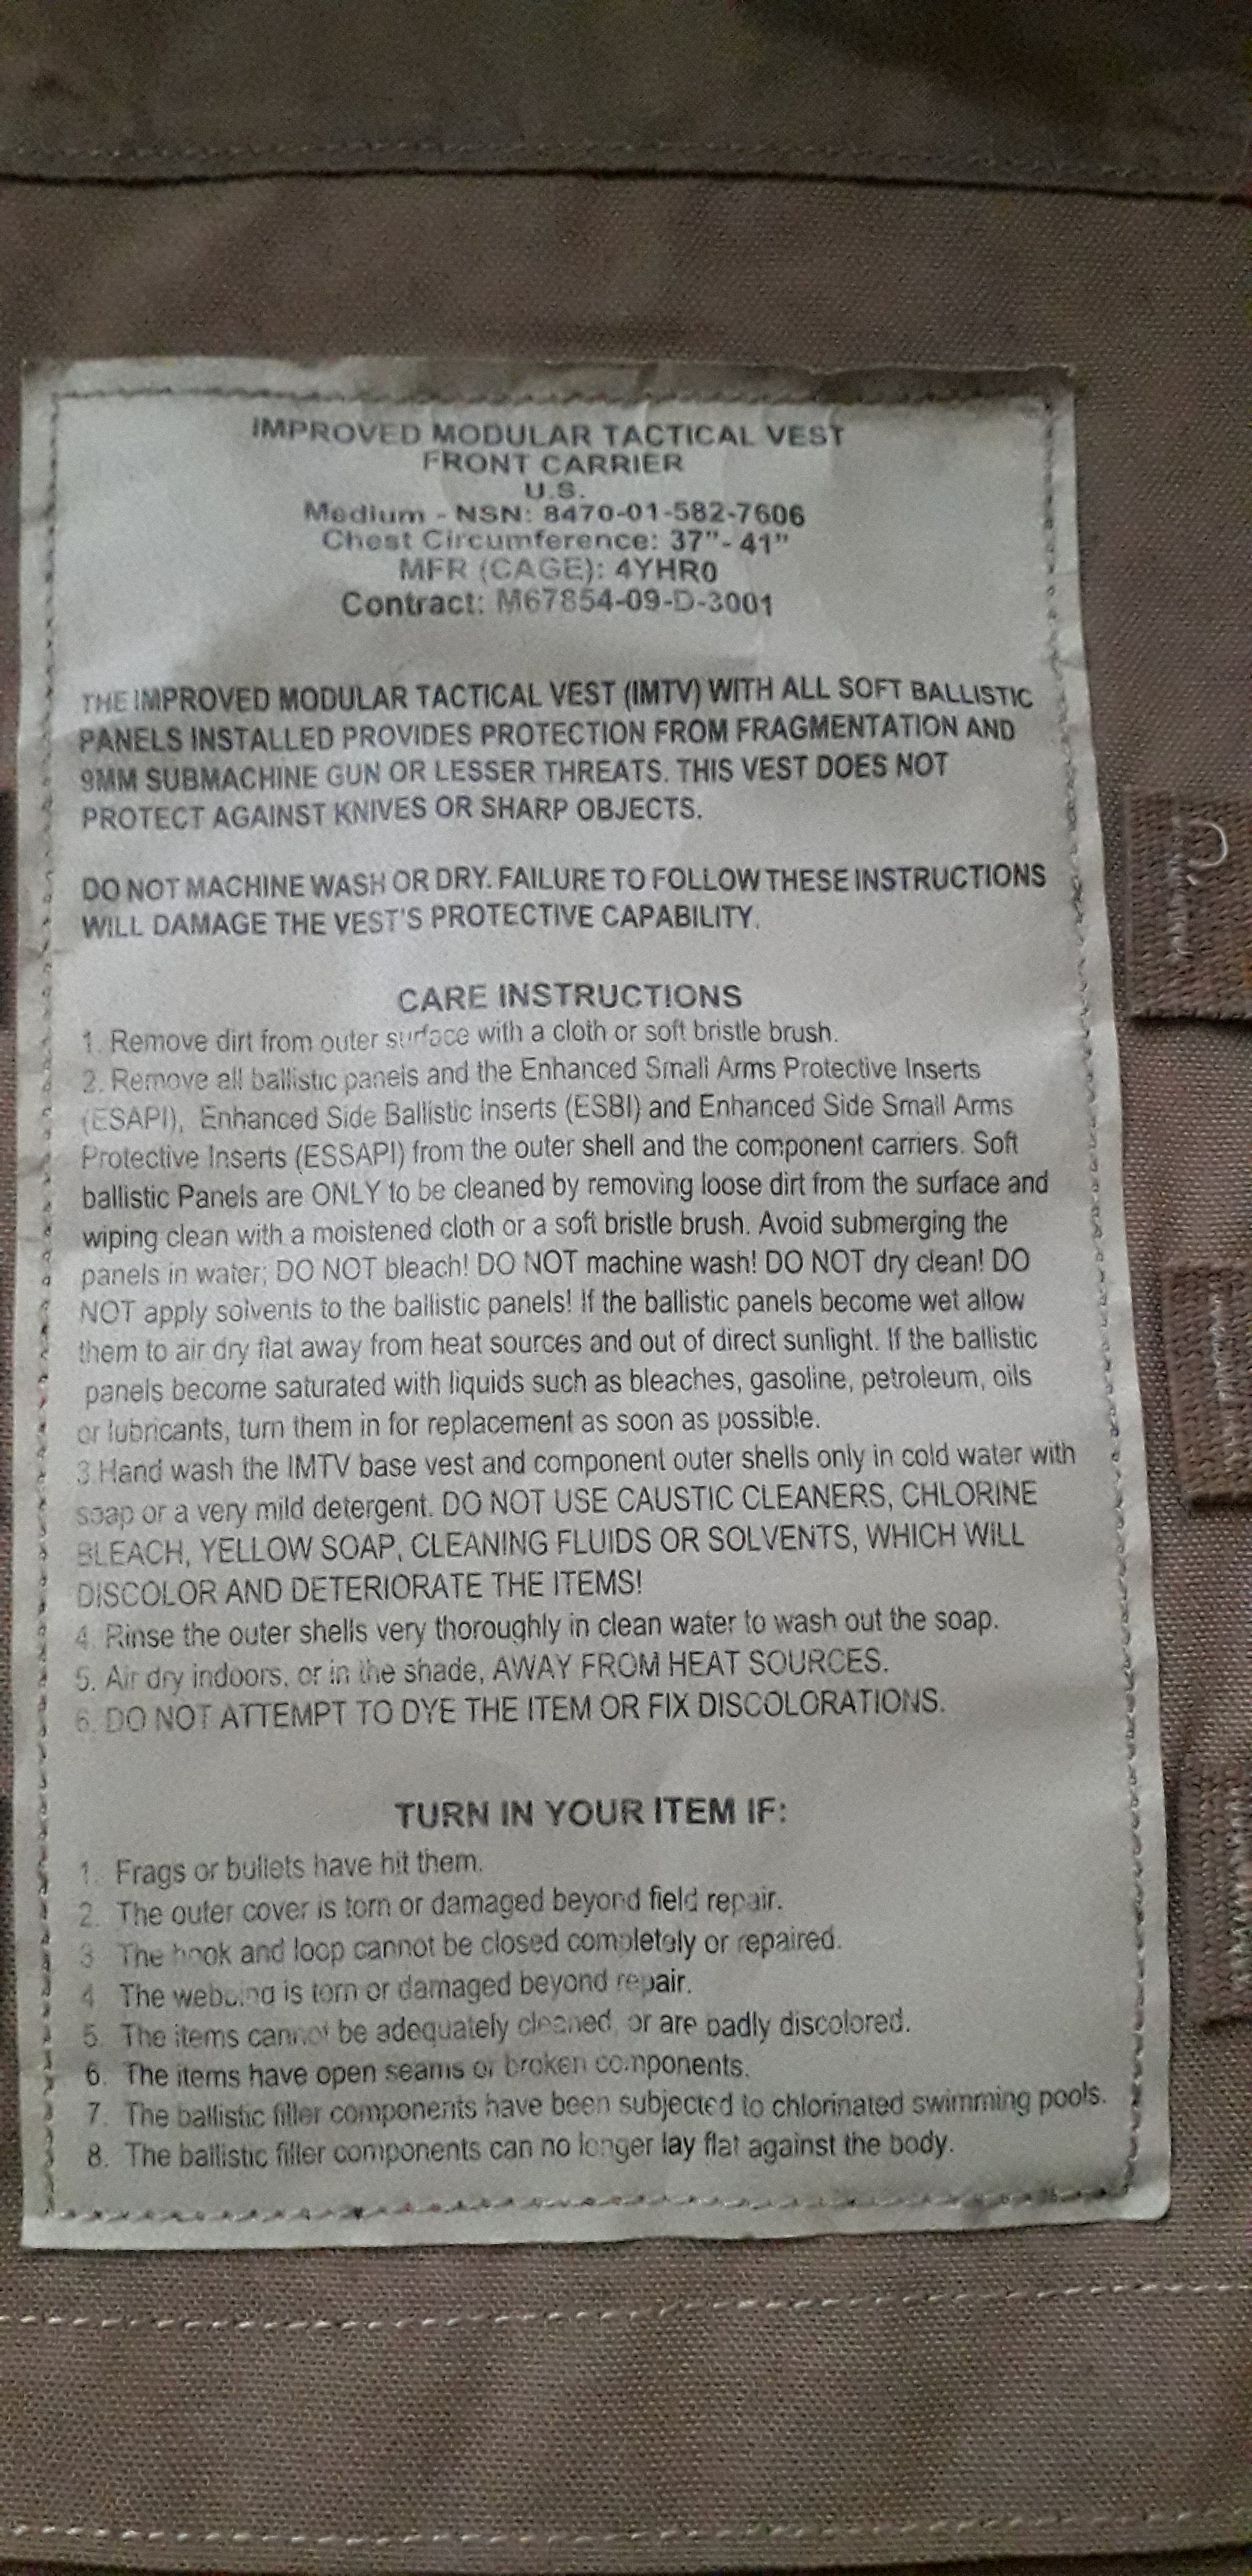 IMPROVED MODULAR TACTICAL VEST
FRONT CARRIER
U.S.
Medium - NSN: 8470-01-582-7606
Chest Circumference: 37"- 41"
MFR (CAGE): 4YHR0
Contract: M67854-09-D-3001
THE IMPROVED MODULAR TACTICAL VEST (IMTV) WITH ALL SOFT BALLISTIC
PANELS INSTALLED PROVIDES PROTECTION FROM FRAGMENTATION AND
9MM SUBMACHINE GUN OR LESSER THREATS. THIS VEST DOES NOT
PROTECT AGAINST KNIVES OR SHARP OBJECTS.
DO NOT MACHINE WASH OR DRY. FAILURE TO FOLLOW THESE INSTRUCTIONS
WILL DAMAGE THE VEST'S PROTECTIVE CAPABILITY.
CARE INSTRUCTIONS
1. Remove dirt from outer surface with a cloth or soft bristle brush.
2. Remove all ballistic panels and the Enhanced Small Arms Protective Inserts
(ESAPI), Enhanced Side Ballistic Inserts (ESBI) and Enhanced Side Small Arms
Protective Inserts (ESSAPI) from the outer shell and the component carriers. Soft
ballistic Panels are ONLY to be cleaned by removing loose dirt from the surface and
wiping clean with a moistened cloth or a soft bristle brush. Avoid submerging the
panels in water; DO NOT bleach! DO NOT machine wash! DO NOT dry clean! DO
NOT apply solvents to the ballistic panels! If the ballistic panels become wet allow
them to air dry flat away from heat sources and out of direct sunlight. If the ballistic
panels become saturated with liquids such as bleaches, gasoline, petroleum, oils
or lubricants, turn them in for replacement as soon as possible.
3.Hand wash the IMTV base vest and component outer shells only in cold water with
soap or a very mild detergent. DO NOT USE CAUSTIC CLEANERS, CHLORINE
BLEACH, YELLOW SOAP, CLEANING FLUIDS OR SOLVENTS, WHICH WILL
DISCOLOR AND DETERIORATE THE ITEMS!
4. Rinse the outer shells very thoroughly in clean water to wash out the soap.
5. Air dry indoors, or in the shade, AWAY FROM HEAT SOURCES.
6. DO NOT ATTEMPT TO DYE THE ITEM OR FIX DISCOLORATIONS.
TURN IN YOUR ITEM IF:
1. Frags or bullets have hit them.
2. The outer cover is torn or damaged beyond field repair.
3. The hook and loop cannot be closed completely or repaired.
4. The webbing is torn or damaged beyond repair.
5. The items cannot be adequately cleaned, or are badly discolored.
6. The items have open seams or broken components.
7. The ballistic filler components have been subjected to chlorinated swimming pools.
8. The ballistic filler components can no longer lay flat against the body.